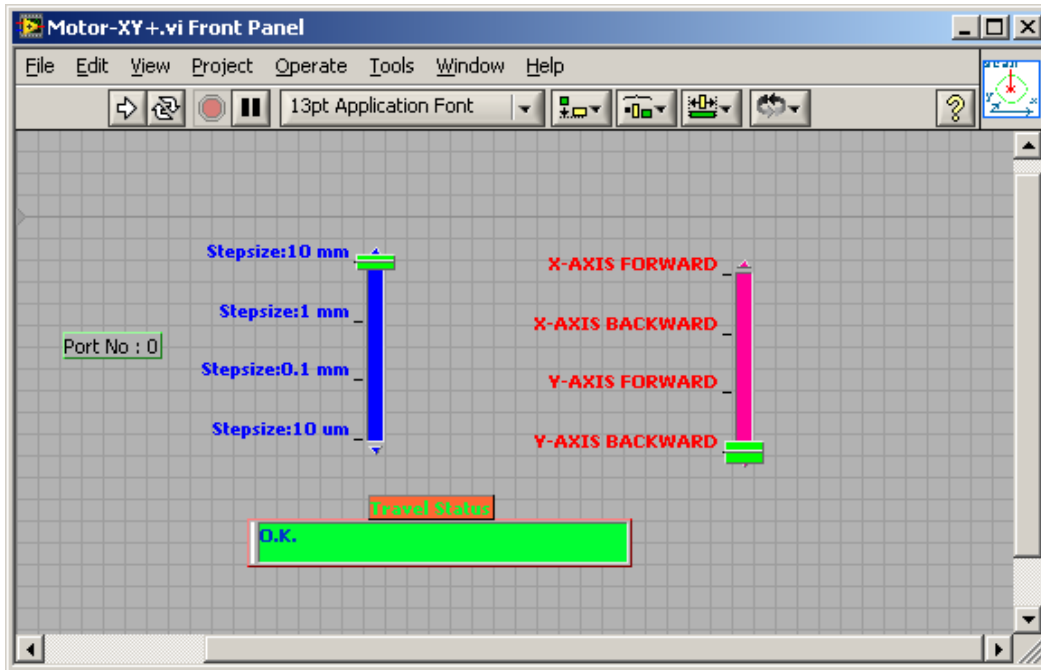 Motor-XY+.vi Front Panel
File Edit View Project Operate Tools Window Help
13pt Application Font
Stepsize:10 mm
Stepsize:1 mm
Stepsize:0.1 mm
Stepsize:10 um
Port No : 0
X-AXIS FORWARD
X-AXIS BACKWARD
Y-AXIS FORWARD
Y-AXIS BACKWARD
Travel Status
O.K.